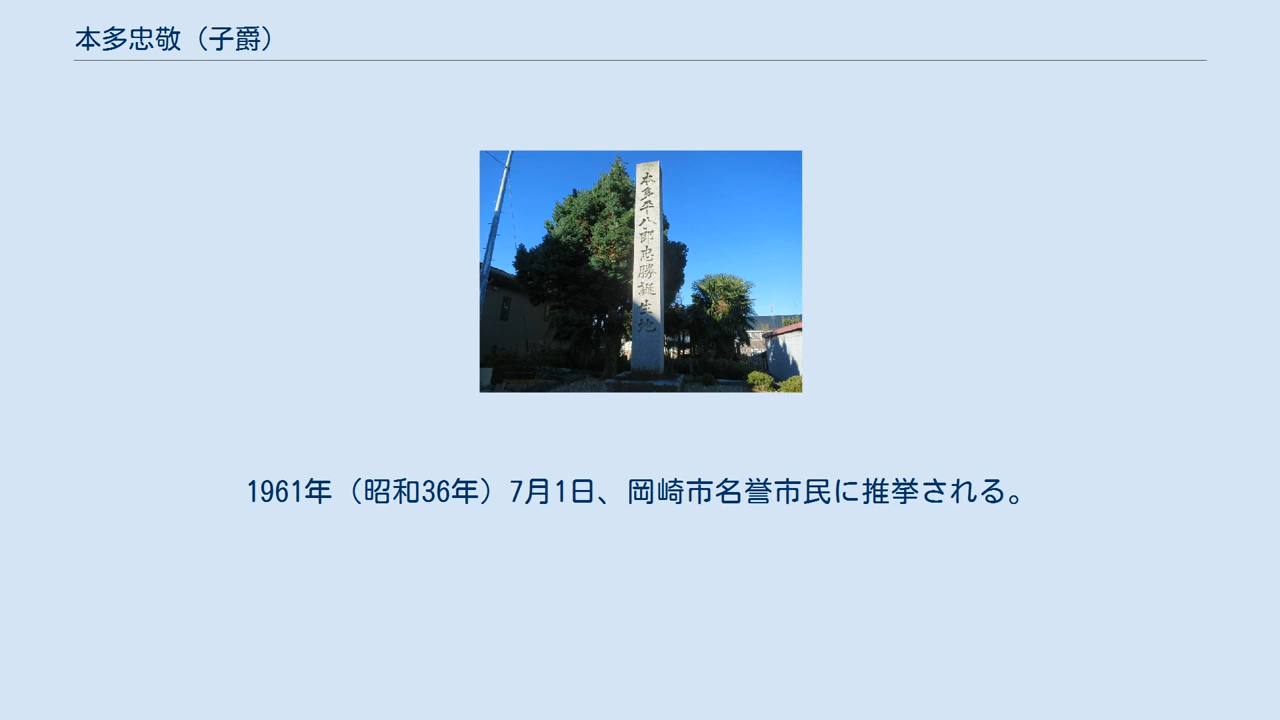 本多忠敬（子爵）
本多平八郎忠勝誕生地
1961年（昭和36年）7月1日、岡崎市名誉市民に推挙される。